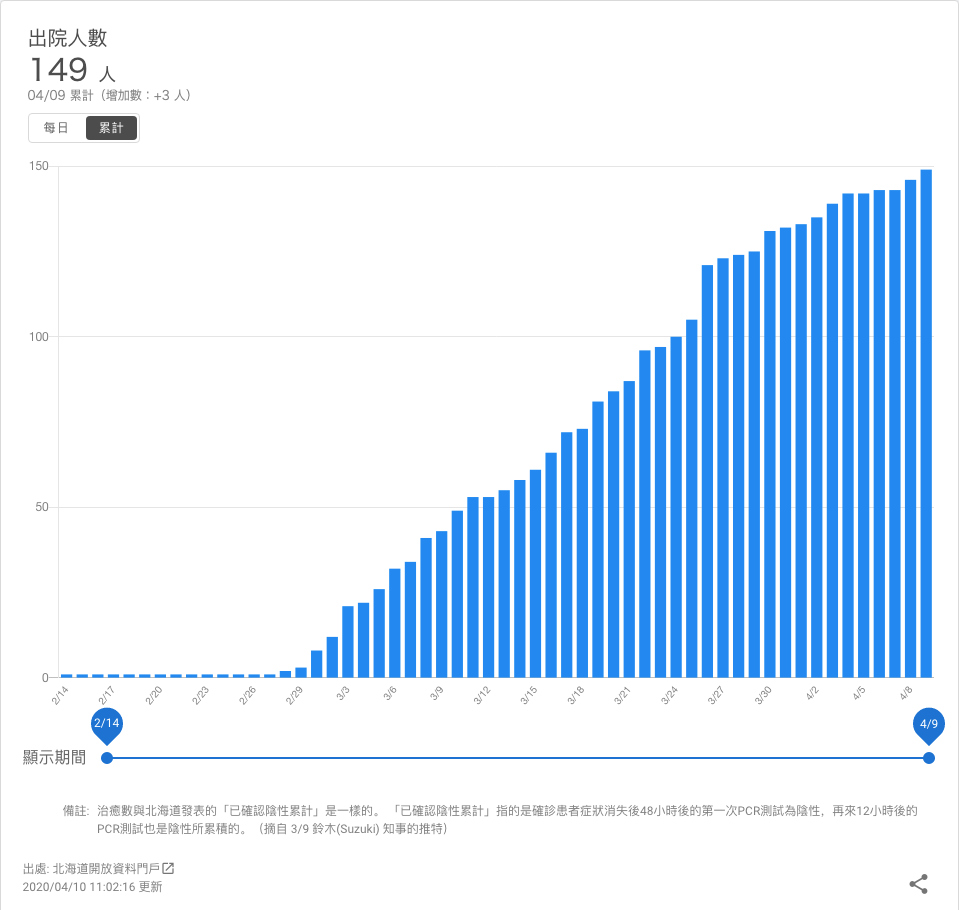 出院人數
149 人
04/09 累計（增加數：+3 人）
每日 累計
150
100
50
0
2/14 2/17 2/20 2/23 2/26 2/29 3/3 3/6 3/9 3/12 3/15 3/18 3/21 3/24 3/27 3/30 4/2 4/5 4/8
2/14 4/9
顯示期間
備註: 治癒數與北海道發表的「已確認陰性累計」是一樣的。 「已確認陰性累計」指的是確診患者症狀消失後48小時後的第一次PCR測試為陰性，再來12小時後的
PCR測試也是陰性所累積的。（摘自 3/9 鈴木(Suzuki) 知事的推特）
出處: 北海道開放資料門戶
2020/04/10 11:02:16 更新